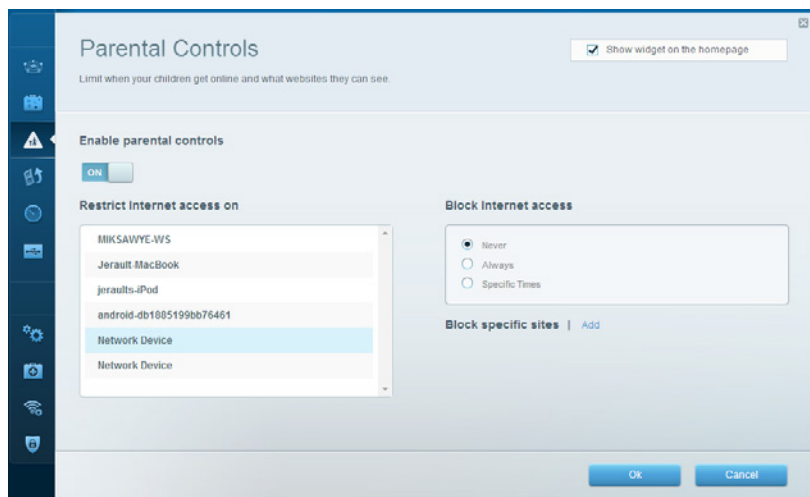 Parental Controls
Show widget on the homepage
Limit when your children get online and what websites they can see.
Enable parental controls
ON
Restrict Internet access on
Block Internet access
MIKSAWYE-WS
Jerault-MacBook
jeraults-iPod
android-db1885199bb76461
Network Device
Network Device
Never
Always
Specific Times
Block specific sites | Add
Ok
Cancel